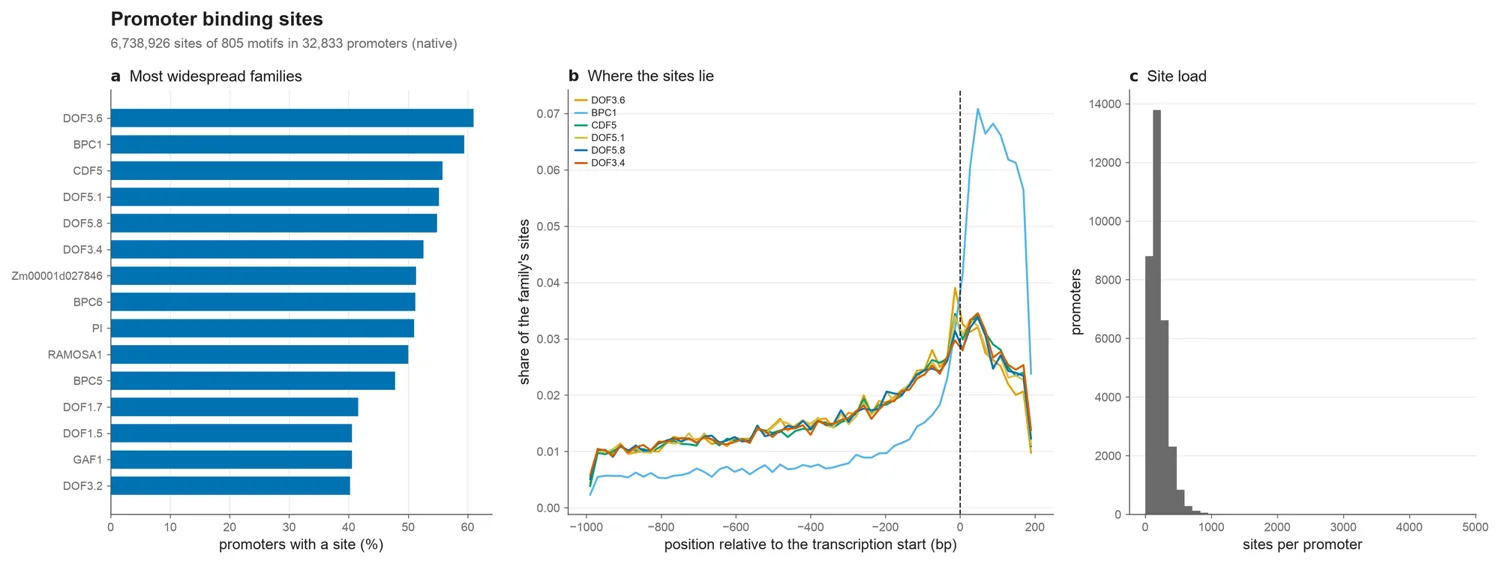 Promoter binding sites
6,738,926 sites of 805 motifs in 32,833 promoters (native)
a Most widespread families
DOF3.6
BPC1
CDF5
DOF5.1
DOF5.8
DOF3.4
Zm00001d027846
BPC6
PI
RAMOSA1
BPC5
DOF1.7
DOF1.5
GAF1
DOF3.2
0 10 20 30 40 50 60
promoters with a site (%)
b Where the sites lie
DOF3.6
BPC1
CDF5
DOF5.1
DOF5.8
DOF3.4
share of the family's sites
0.07
0.06
0.05
0.04
0.03
0.02
0.01
0.00
−1000 −800 −600 −400 −200 0 200
position relative to the transcription start (bp)
c Site load
promoters
14000
12000
10000
8000
6000
4000
2000
0
0 1000 2000 3000 4000 5000
sites per promoter